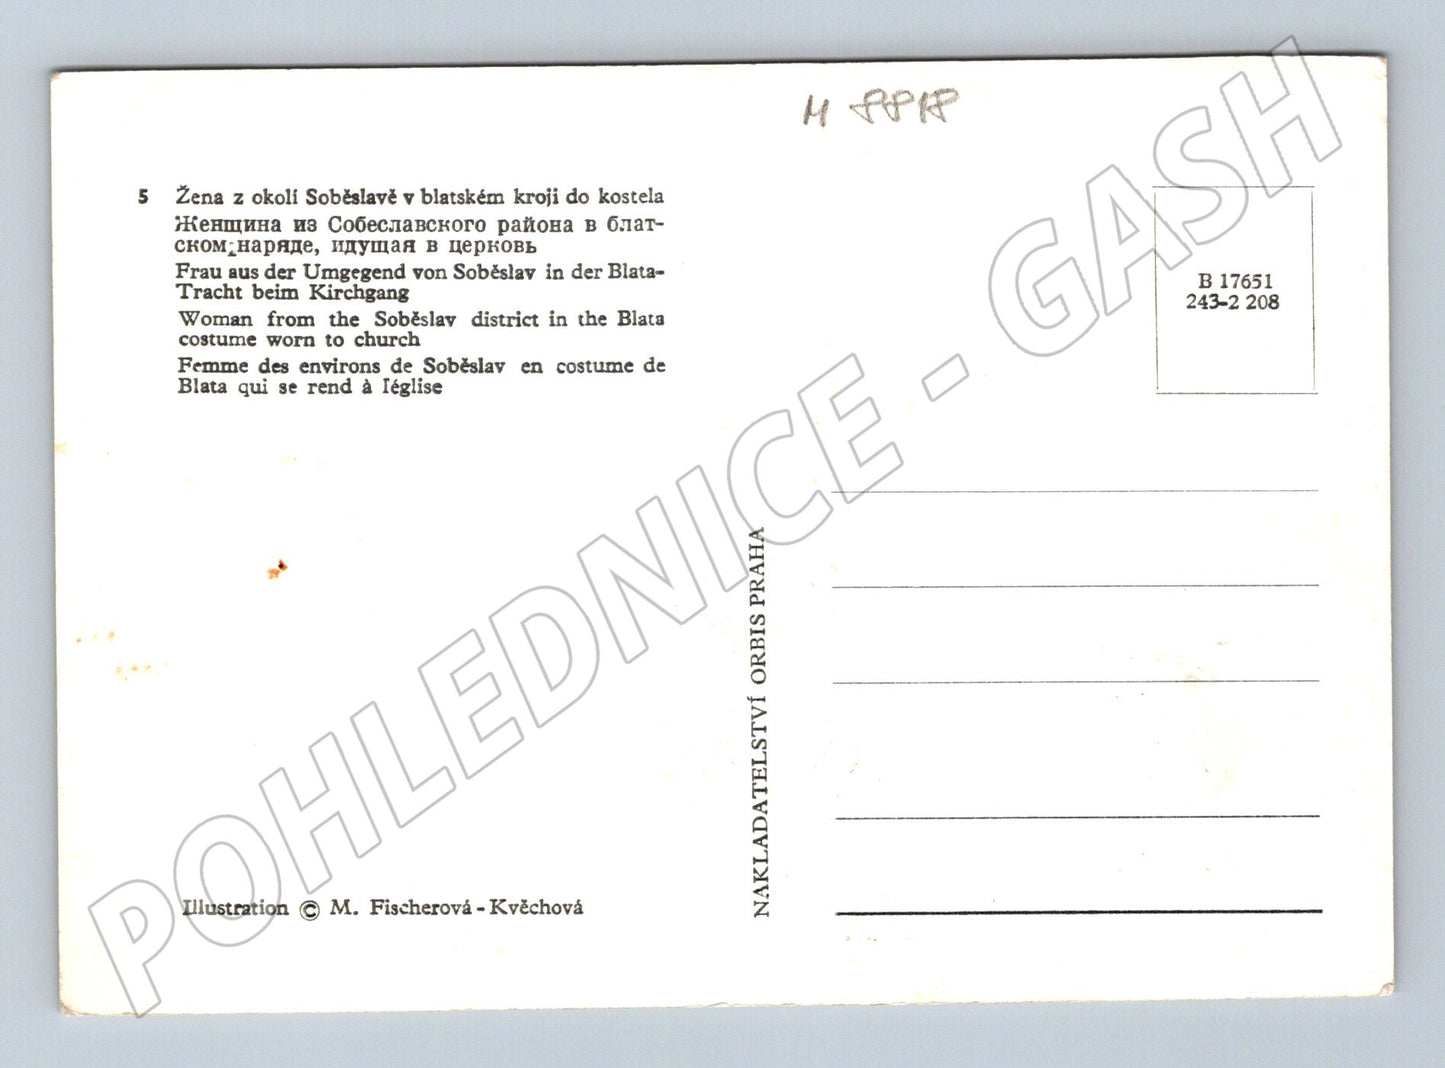 M 8818
5 Žena z okolí Soběslavě v blatském kroji do kostela
Женщина из Собеславского района в блат-
ском наряде, идущая в церковь
Frau aus der Umgegend von Soběslav in der Blata-
Tracht beim Kirchgang
Woman from the Soběslav district in the Blata
costume worn to church
Femme des environs de Soběslav en costume de
Blata qui se rend à l'église
Illustration © M. Fischerová - Kvěchová
NAKLADATELSTVÍ ORBIS PRAHA
B 17651
243-2 208
POHLEDNICE - GASH